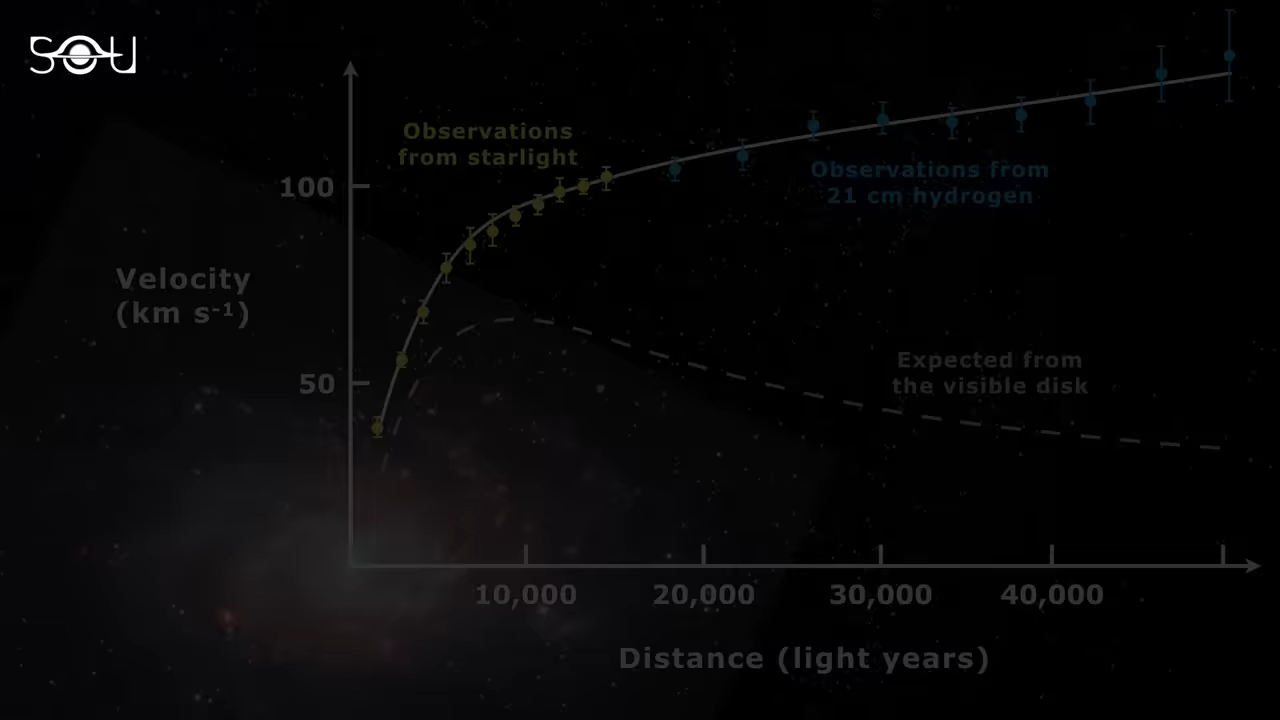 SOU
Observations
from starlight
100
Observations from
21 cm hydrogen
Velocity
(km s-1)
50
Expected from
the visible disk
10,000
20,000
30,000
40,000
Distance (light years)